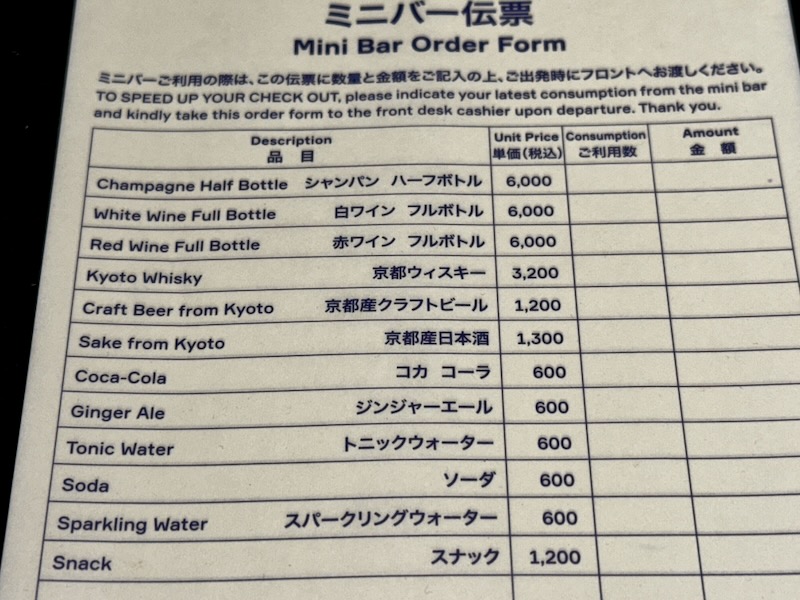 ミニバー伝票
Mini Bar Order Form
ミニバーご利用の際は、この伝票に数量と金額をご記入の上、ご出発時にフロントへお渡しください。
TO SPEED UP YOUR CHECK OUT, please indicate your latest consumption from the mini bar
and kindly take this order form to the front desk cashier upon departure. Thank you.
Description Unit Price Consumption Amount
品 目 単価(税込) ご利用数 金 額
Champagne Half Bottle シャンパン ハーフボトル 6,000
White Wine Full Bottle 白ワイン フルボトル 6,000
Red Wine Full Bottle 赤ワイン フルボトル 6,000
Kyoto Whisky 京都ウィスキー 3,200
Craft Beer from Kyoto 京都産クラフトビール 1,200
Sake from Kyoto 京都産日本酒 1,300
Coca-Cola コカ コーラ 600
Ginger Ale ジンジャーエール 600
Tonic Water トニックウォーター 600
Soda ソーダ 600
Sparkling Water スパークリングウォーター 600
Snack スナック 1,200